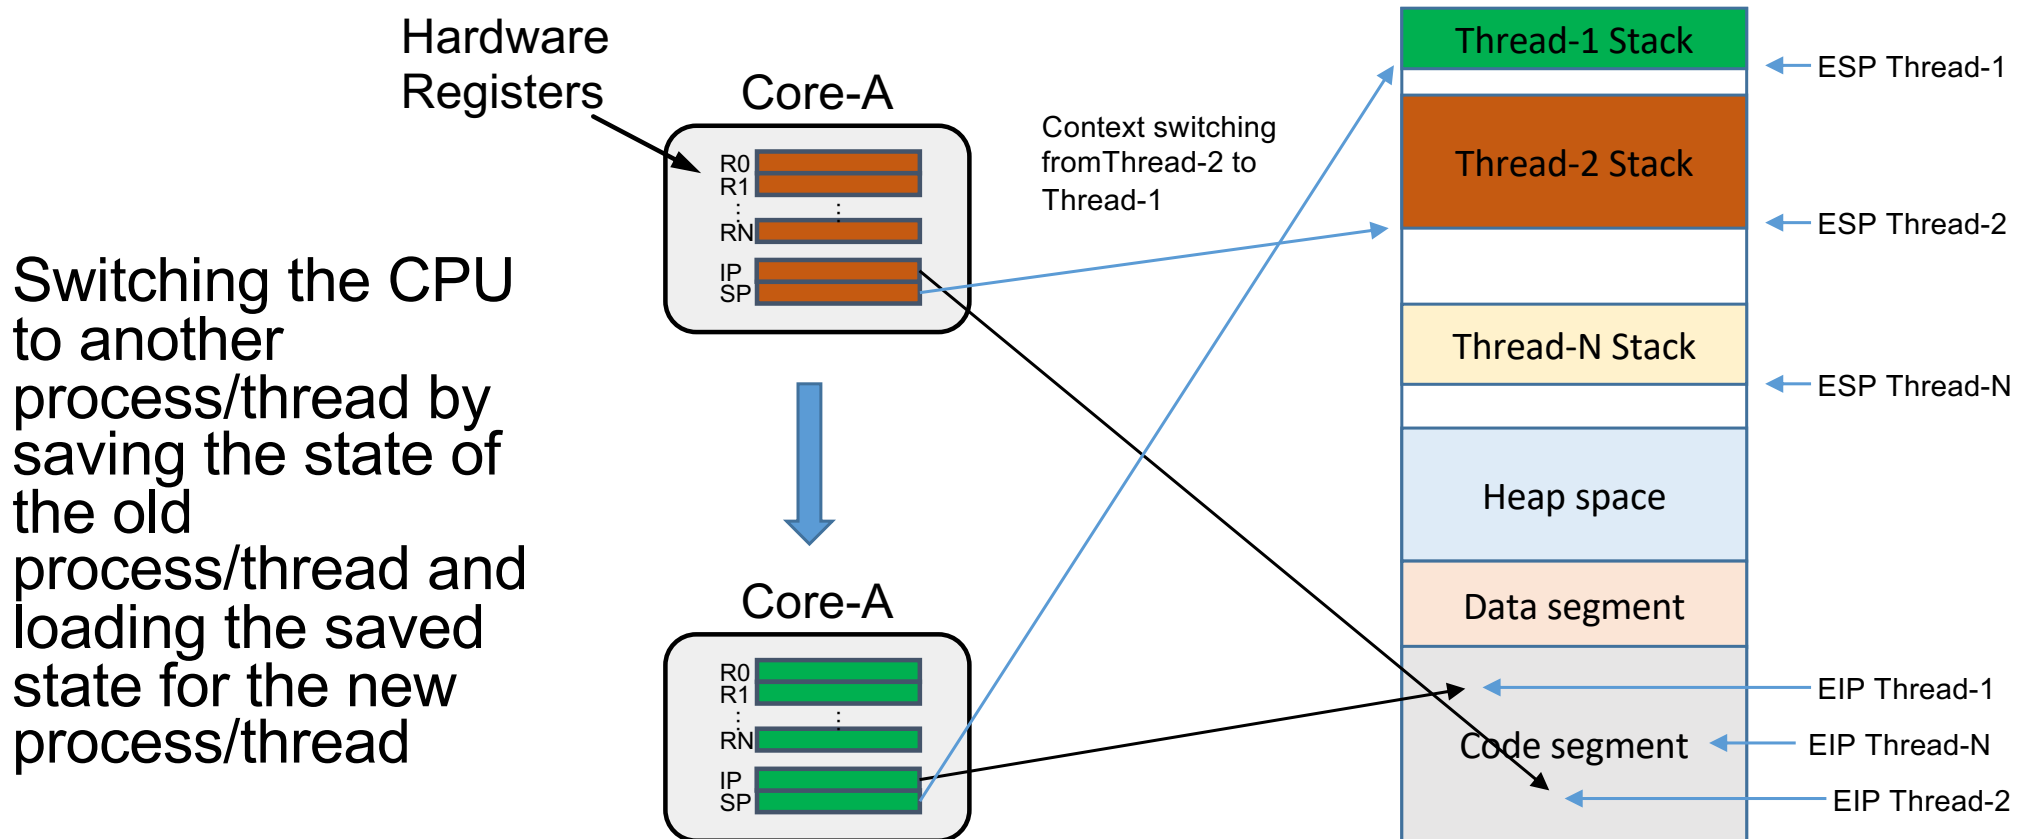 Hardware
Registers
Switching the CPU
to another
process/thread by
saving the state of
the old
process/thread and
loading the saved
state for the new
process/thread
Core-A
R0
R1
⋮ ⋮
RN
IP
SP
Core-A
R0
R1
⋮ ⋮
RN
IP
SP
Context switching
fromThread-2 to
Thread-1
Thread-1 Stack
Thread-2 Stack
Thread-N Stack
Heap space
Data segment
Code segment
ESP Thread-1
ESP Thread-2
ESP Thread-N
EIP Thread-1
EIP Thread-N
EIP Thread-2